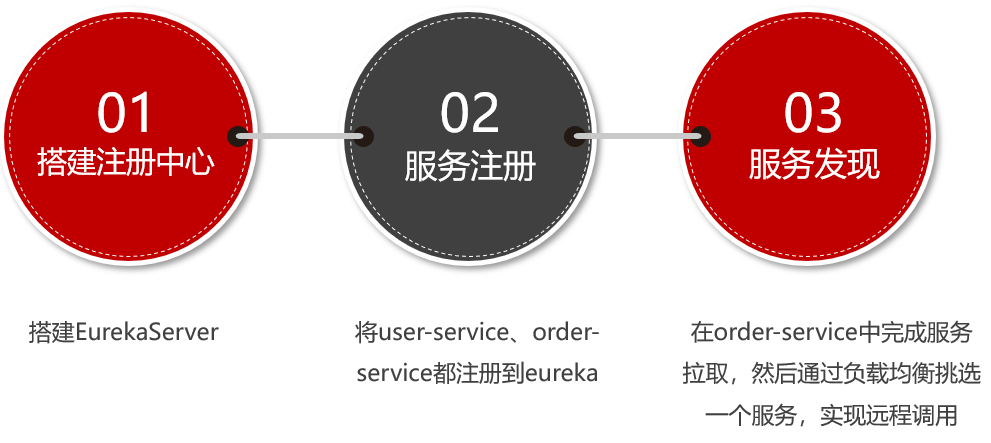 01
搭建注册中心
02
服务注册
03
服务发现
搭建EurekaServer
将user-service、order-
service都注册到eureka
在order-service中完成服务
拉取，然后通过负载均衡挑选
一个服务，实现远程调用